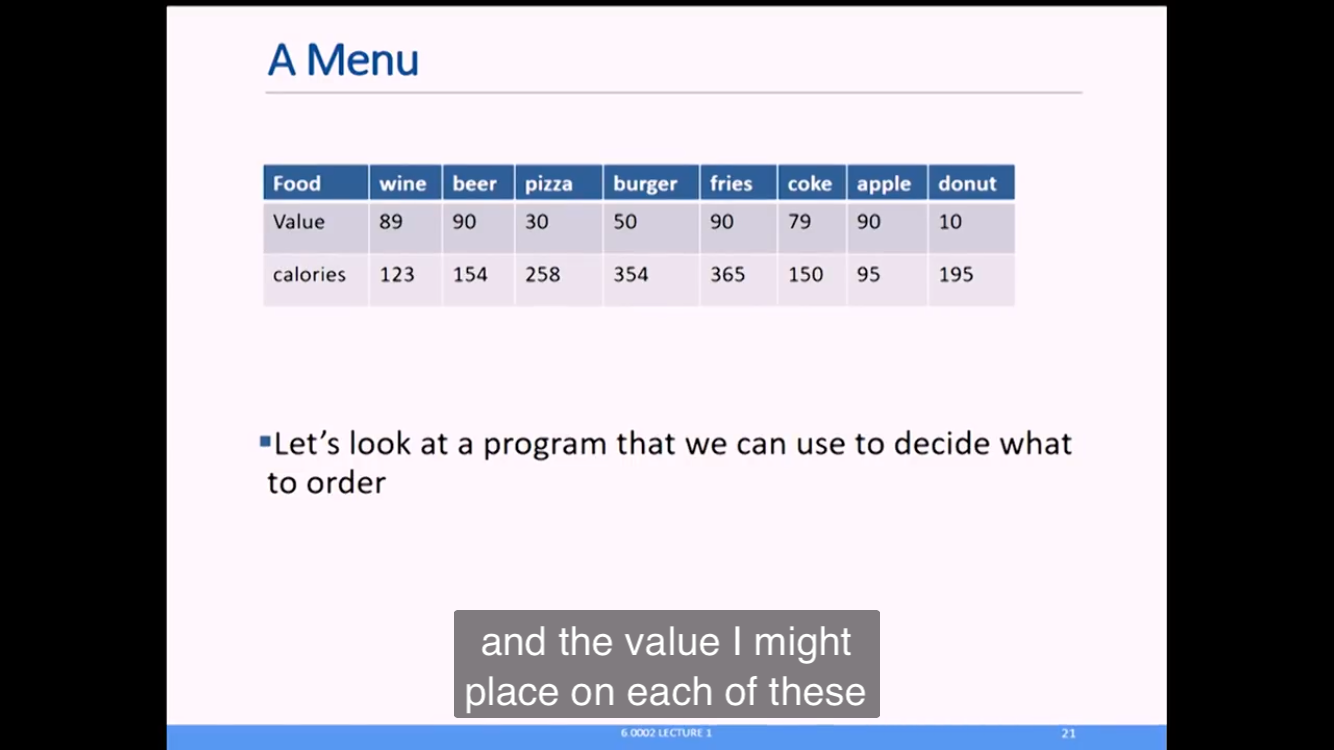 A Menu
Food wine beer pizza burger fries coke apple donut
Value 89 90 30 50 90 79 90 10
calories 123 154 258 354 365 150 95 195
Let's look at a program that we can use to decide what
to order
and the value I might
place on each of these
6.0002 LECTURE 1
21